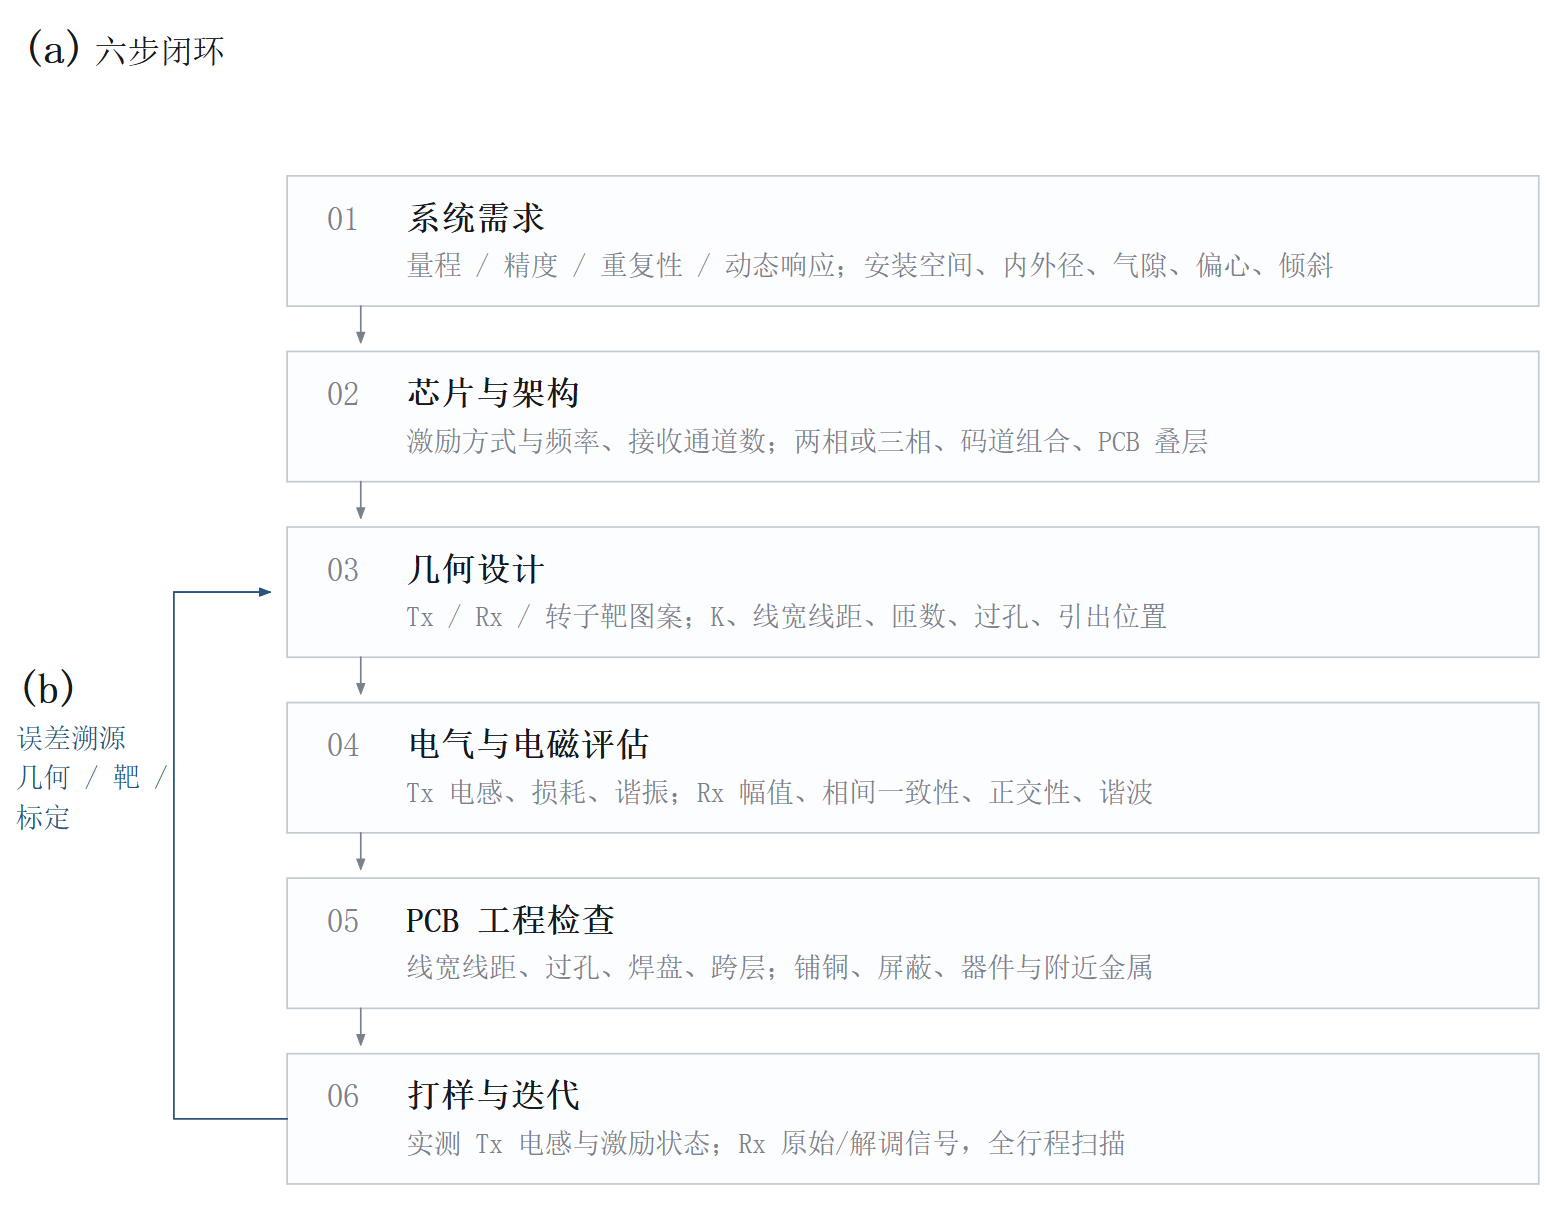 (a) 六步闭环
01 系统需求
量程 / 精度 / 重复性 / 动态响应；安装空间、内外径、气隙、偏心、倾斜
02 芯片与架构
激励方式与频率、接收通道数；两相或三相、码道组合、PCB 叠层
03 几何设计
Tx / Rx / 转子靶图案；K、线宽线距、匝数、过孔、引出位置
(b)
误差溯源
几何 / 靶 /
标定
04 电气与电磁评估
Tx 电感、损耗、谐振；Rx 幅值、相间一致性、正交性、谐波
05 PCB 工程检查
线宽线距、过孔、焊盘、跨层；铺铜、屏蔽、器件与附近金属
06 打样与迭代
实测 Tx 电感与激励状态；Rx 原始/解调信号，全行程扫描